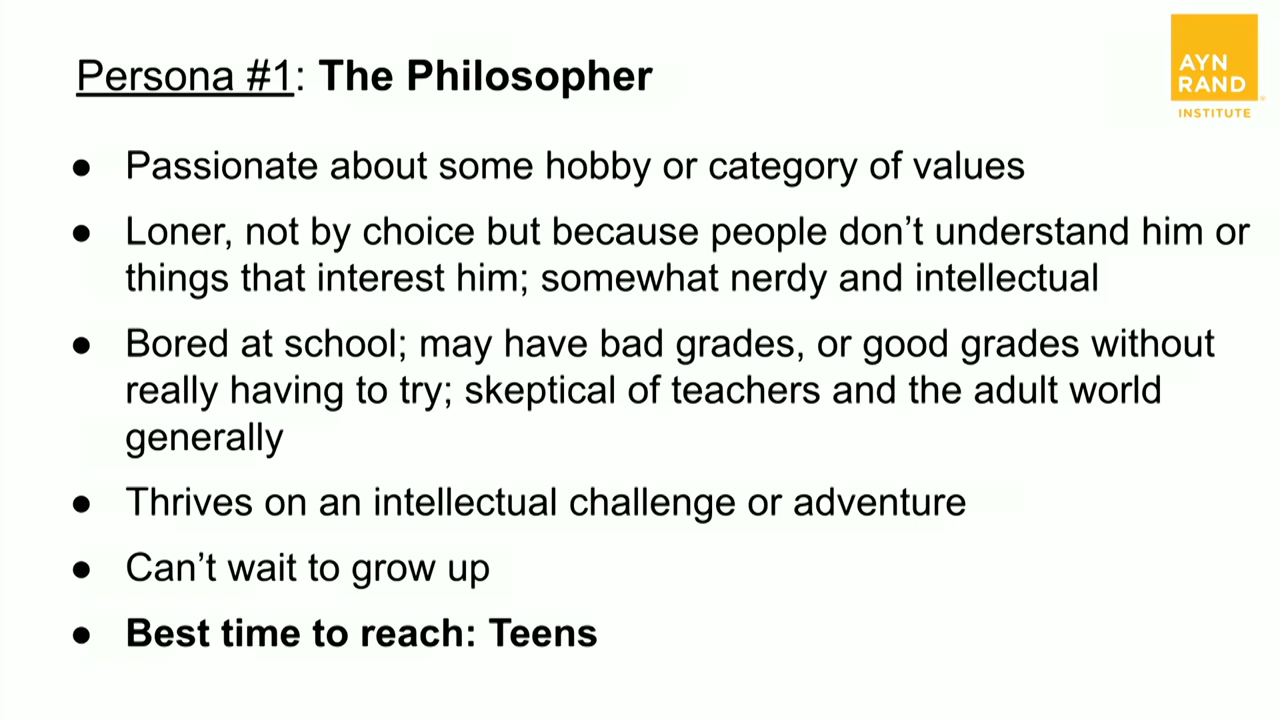 AYN
RAND
INSTITUTE
Persona #1: The Philosopher
● Passionate about some hobby or category of values
● Loner, not by choice but because people don’t understand him or
things that interest him; somewhat nerdy and intellectual
● Bored at school; may have bad grades, or good grades without
really having to try; skeptical of teachers and the adult world
generally
● Thrives on an intellectual challenge or adventure
● Can’t wait to grow up
● Best time to reach: Teens